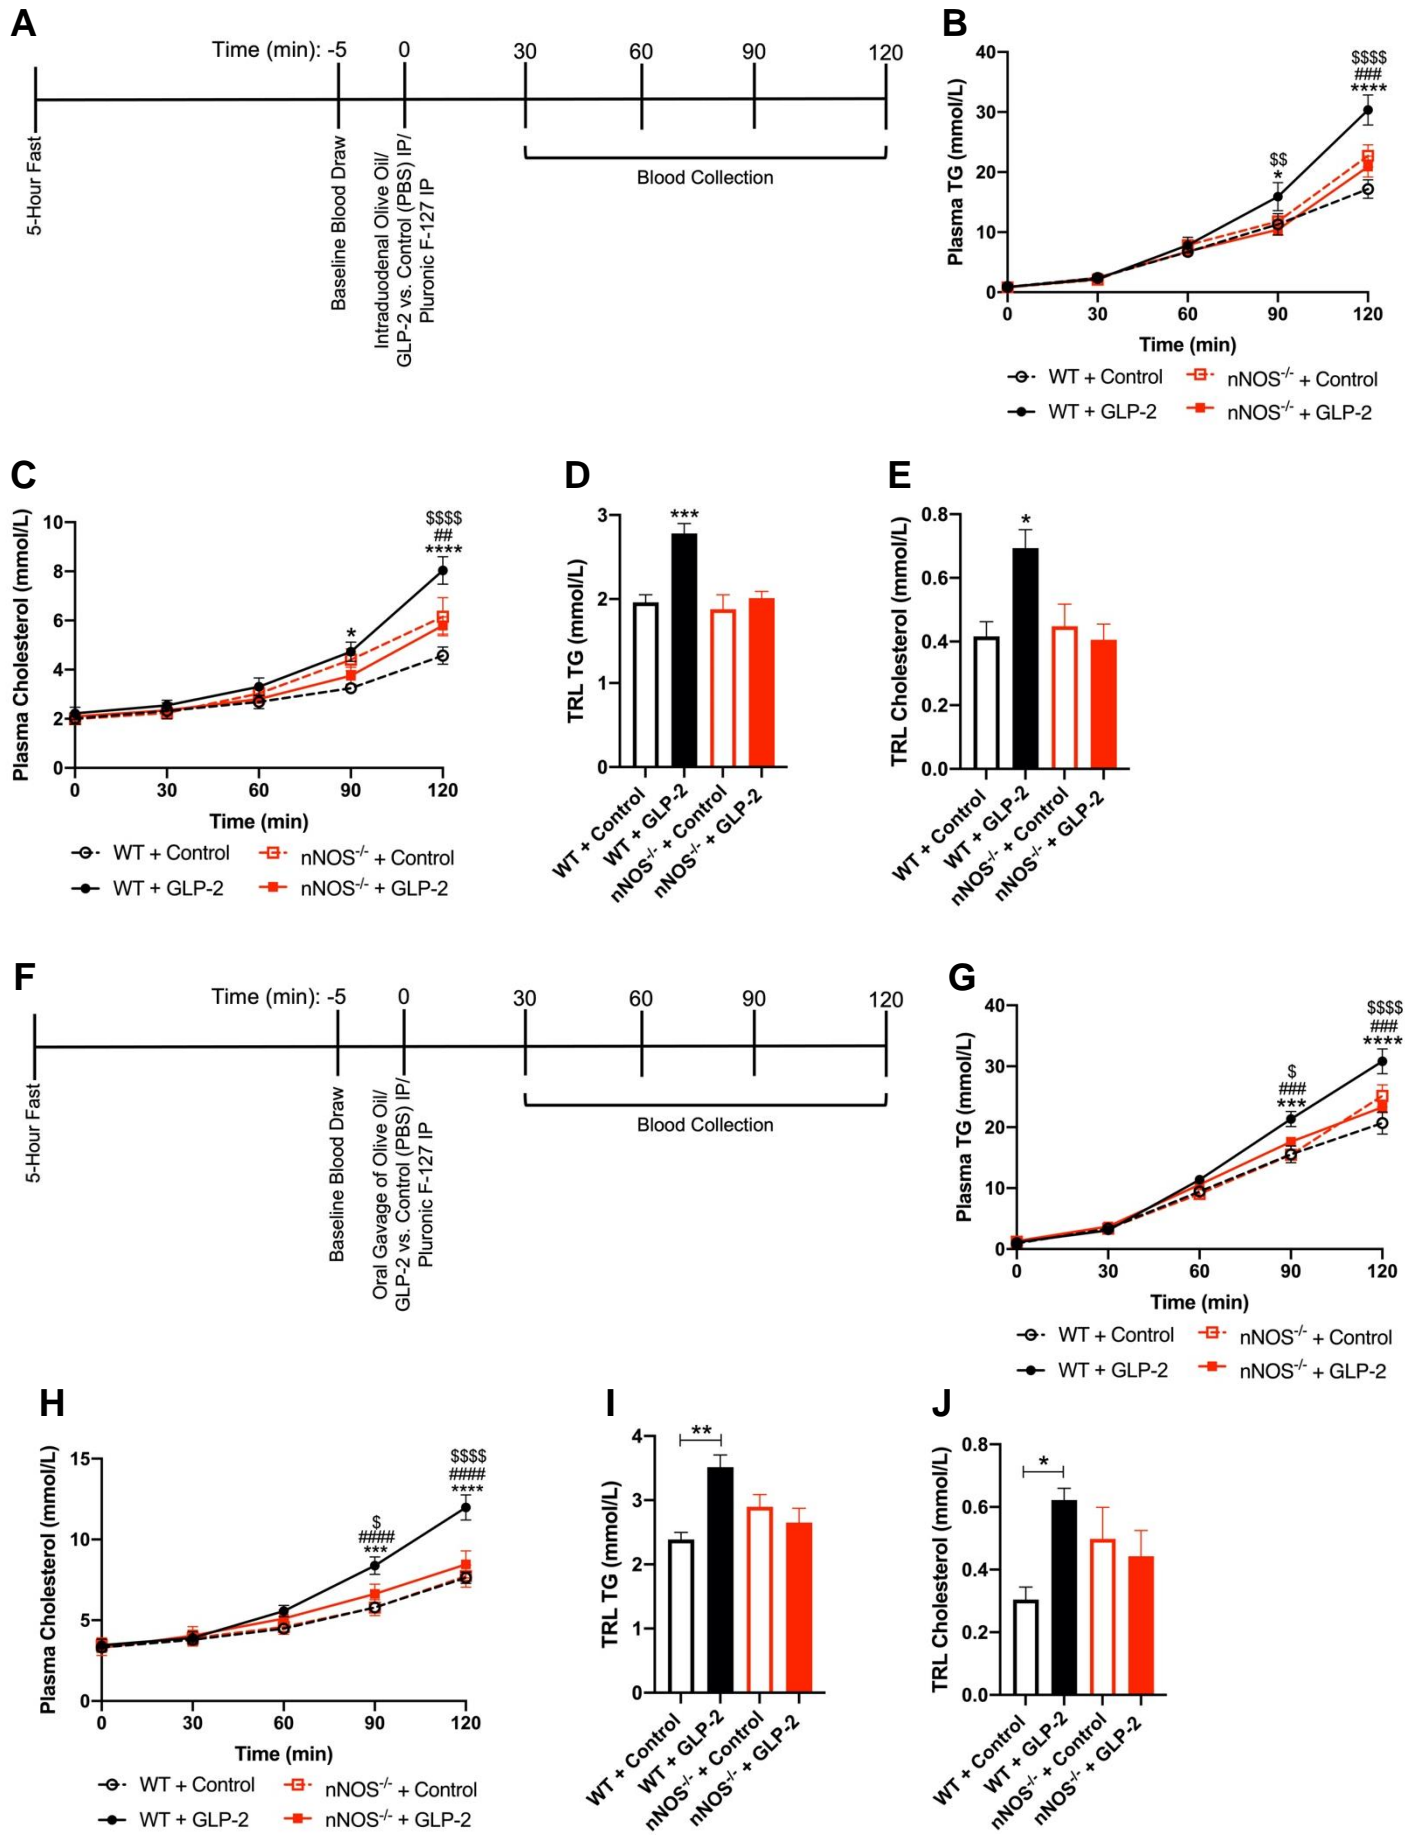 A
Time (min): -5 0 30 60 90 120
5-Hour Fast
Baseline Blood Draw
Intraduodenal Olive Oil/
GLP-2 vs. Control (PBS) IP/
Pluronic F-127 IP
Blood Collection
B
Plasma TG (mmol/L)
40
30
20
10
0
$$
*
$$$$
###
****
0 30 60 90 120
Time (min)
WT + Control
nNOS-/- + Control
WT + GLP-2
nNOS-/- + GLP-2
C
Plasma Cholesterol (mmol/L)
10
8
6
4
2
0
*
$$$$
##
****
0 30 60 90 120
Time (min)
WT + Control
nNOS-/- + Control
WT + GLP-2
nNOS-/- + GLP-2
D
TRL TG (mmol/L)
3
2
1
0
***
WT + Control
WT + GLP-2
nNOS-/- + Control
nNOS-/- + GLP-2
E
TRL Cholesterol (mmol/L)
0.8
0.6
0.4
0.2
0.0
*
WT + Control
WT + GLP-2
nNOS-/- + Control
nNOS-/- + GLP-2
F
Time (min): -5 0 30 60 90 120
5-Hour Fast
Baseline Blood Draw
Oral Gavage of Olive Oil/
GLP-2 vs. Control (PBS) IP/
Pluronic F-127 IP
Blood Collection
G
Plasma TG (mmol/L)
40
30
20
10
0
$
###
***
$$$$
###
****
0 30 60 90 120
Time (min)
WT + Control
nNOS-/- + Control
WT + GLP-2
nNOS-/- + GLP-2
H
Plasma Cholesterol (mmol/L)
15
10
5
0
$
####
***
$$$$
####
****
0 30 60 90 120
Time (min)
WT + Control
nNOS-/- + Control
WT + GLP-2
nNOS-/- + GLP-2
I
TRL TG (mmol/L)
4
3
2
1
0
**
WT + Control
WT + GLP-2
nNOS-/- + Control
nNOS-/- + GLP-2
J
TRL Cholesterol (mmol/L)
0.8
0.6
0.4
0.2
0.0
*
WT + Control
WT + GLP-2
nNOS-/- + Control
nNOS-/- + GLP-2